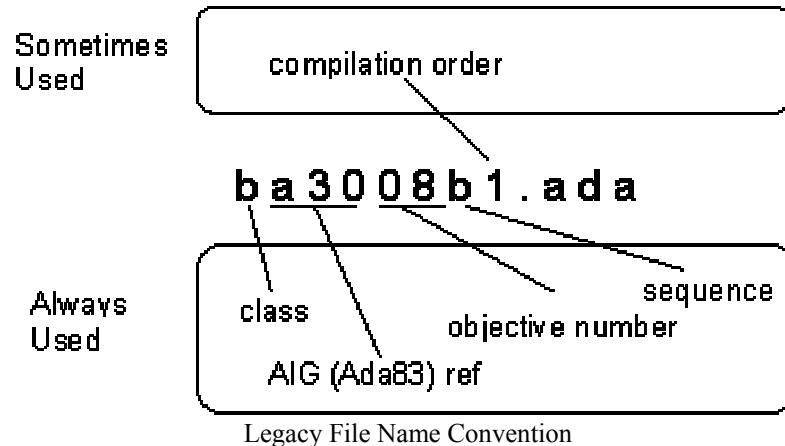 Sometimes
Used
compilation order
ba3008b1.ada
Always
Used
class
sequence
objective number
AIG (Ada83) ref
Legacy File Name Convention